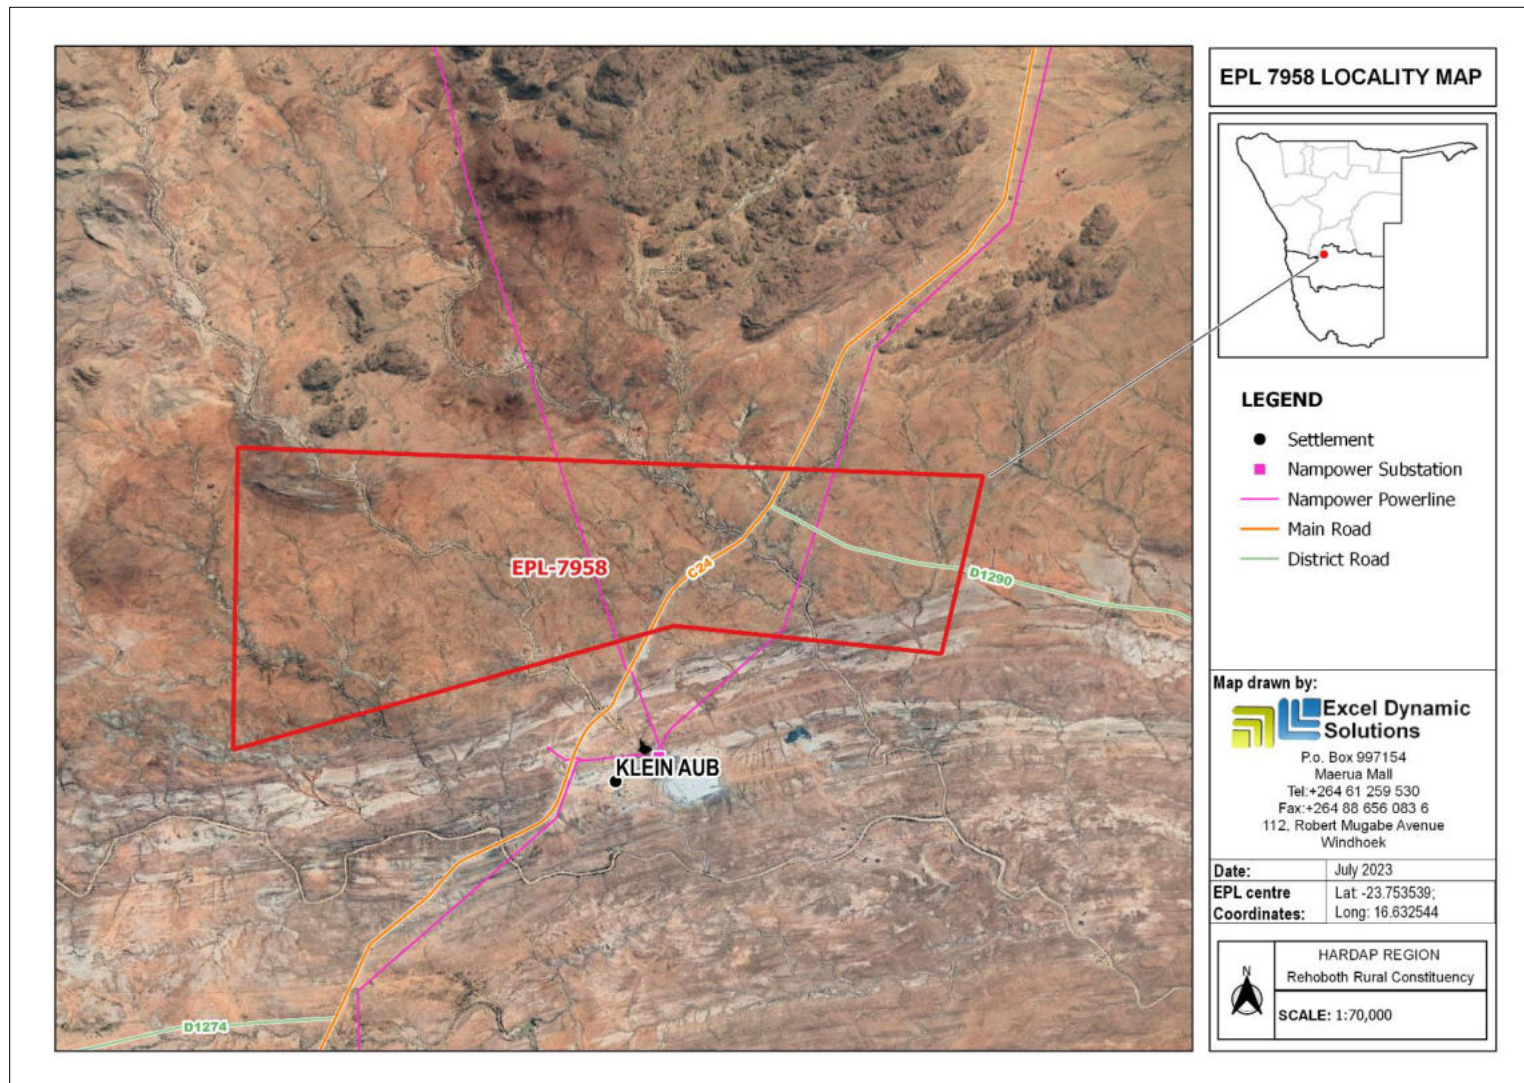 EPL 7958 LOCALITY MAP
EPL-7958
C24
D1290
KLEIN AUB
D1274
LEGEND
Settlement
Nampower Substation
Nampower Powerline
Main Road
District Road
Map drawn by:
Excel Dynamic
Solutions
P.o. Box 997154
Maerua Mall
Tel:+264 61 259 530
Fax:+264 88 656 083 6
112, Robert Mugabe Avenue
Windhoek
Date: July 2023
EPL centre Lat: -23.753539;
Coordinates: Long: 16.632544
N
HARDAP REGION
Rehoboth Rural Constituency
SCALE: 1:70,000